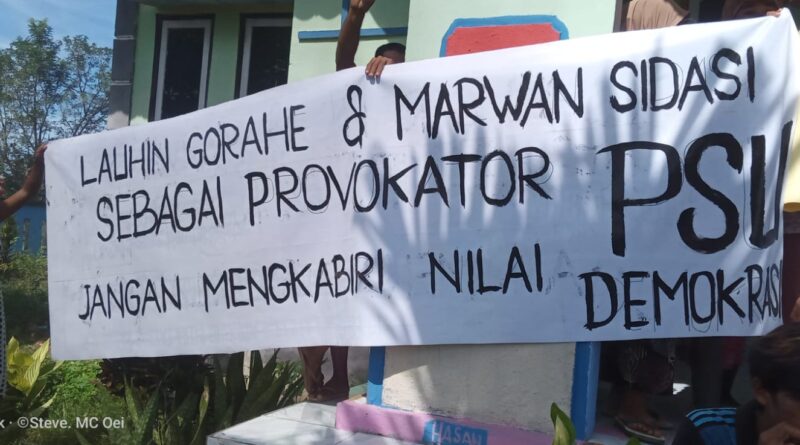 LAUHIN GORAHE & MARWAN SIDASI
SEBAGAI PROVOKATOR PSU
JANGAN MENGKABIRI NILAI DEMOKRASI
HASAN
©Steve. MC Oei